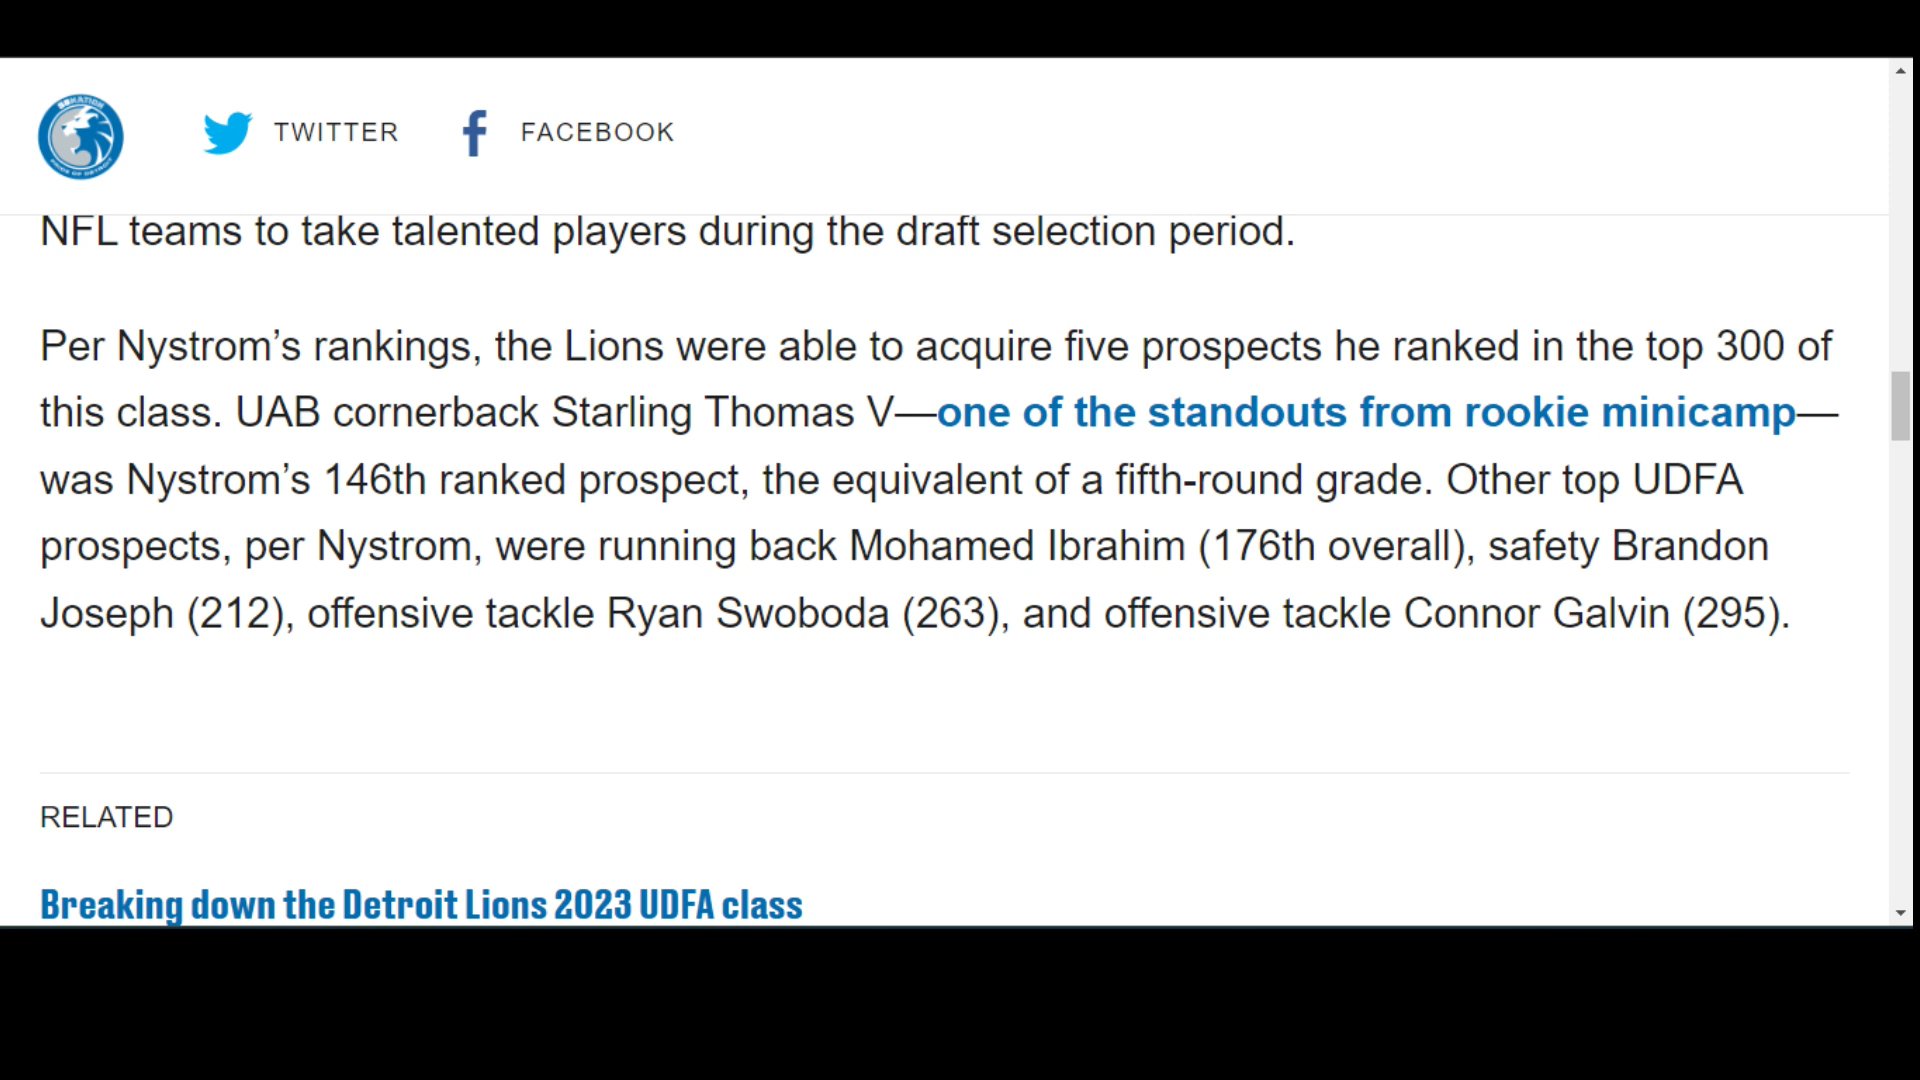 SBNATION
PRIDE OF DETROIT
TWITTER
FACEBOOK
NFL teams to take talented players during the draft selection period.
Per Nystrom’s rankings, the Lions were able to acquire five prospects he ranked in the top 300 of
this class. UAB cornerback Starling Thomas V—one of the standouts from rookie minicamp—
was Nystrom’s 146th ranked prospect, the equivalent of a fifth-round grade. Other top UDFA
prospects, per Nystrom, were running back Mohamed Ibrahim (176th overall), safety Brandon
Joseph (212), offensive tackle Ryan Swoboda (263), and offensive tackle Connor Galvin (295).
RELATED
Breaking down the Detroit Lions 2023 UDFA class